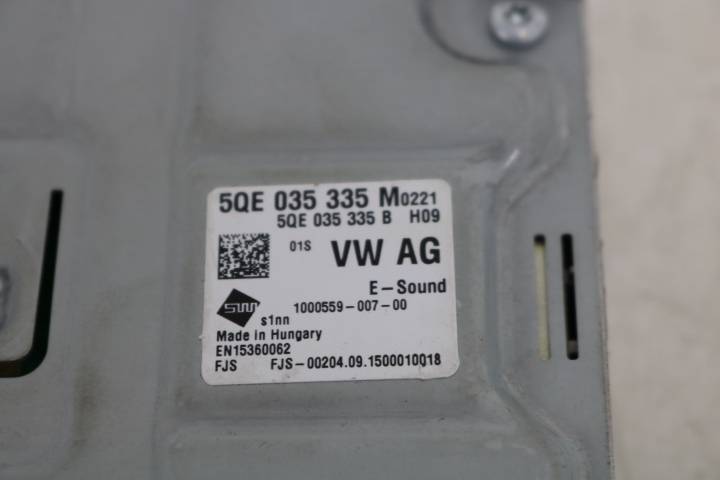 5QE 035 335 M0221
5QE 035 335 B H09
01S VW AG
E-Sound
1000559-007-00
s1nn
Made in Hungary
EN15360062
FJS FJS-00204.09.1500010018